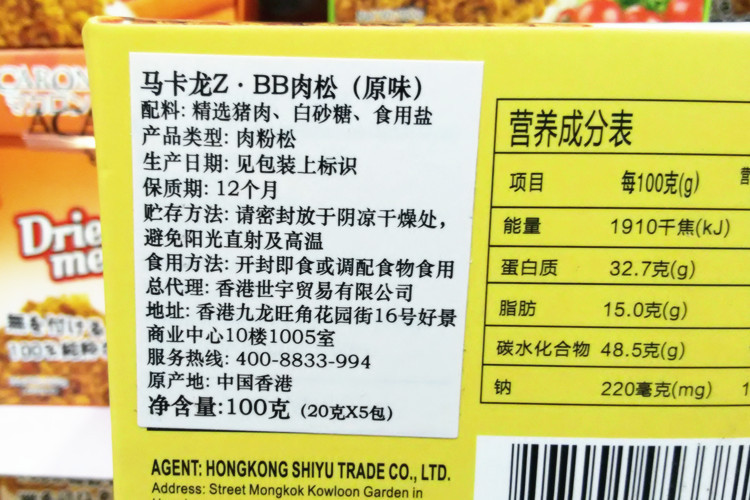 马卡龙Z·BB肉松（原味）
配料: 精选猪肉、白砂糖、食用盐
产品类型: 肉粉松
生产日期: 见包装上标识
保质期: 12个月
贮存方法: 请密封放于阴凉干燥处，
避免阳光直射及高温
食用方法: 开封即食或调配食物食用
总代理: 香港世宇贸易有限公司
地址: 香港九龙旺角花园街16号好景
商业中心10楼1005室
服务热线: 400-8833-994
原产地: 中国香港
净含量:100克（20克X5包）
AGENT: HONGKONG SHIYU TRADE CO., LTD.
Address: Street Mongkok Kowloon Garden in
营养成分表
项目 每100克(g)
能量 1910千焦(kJ)
蛋白质 32.7克(g)
脂肪 15.0克(g)
碳水化合物 48.5克(g)
钠 220毫克(mg)
Drie
me